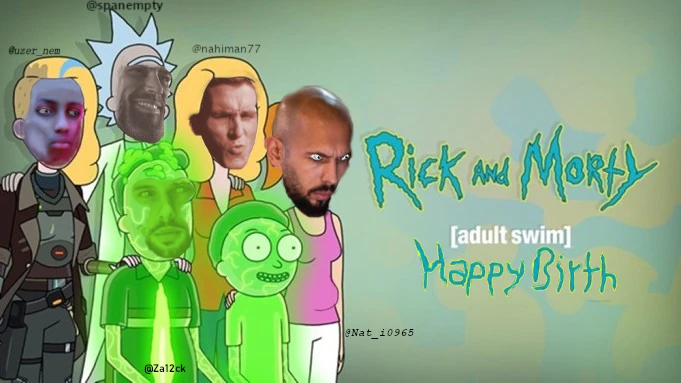 @spanempty
@uzer_nem
@nahiman77
RICK AND MORTY
[adult swim]
Happy Birth
@Nat_i0965
@Za12ck